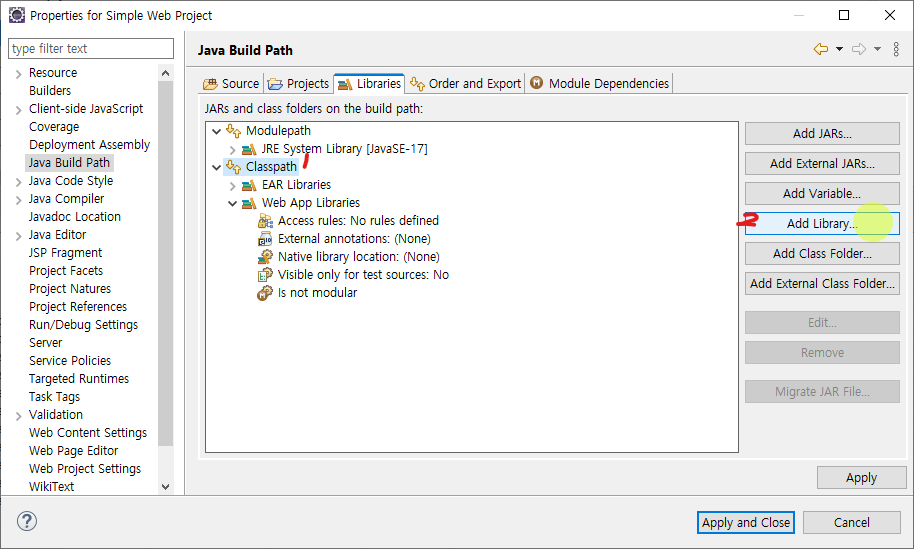 Properties for Simple Web Project
type filter text
Resource
Builders
Client-side JavaScript
Coverage
Deployment Assembly
Java Build Path
Java Code Style
Java Compiler
Javadoc Location
Java Editor
JSP Fragment
Project Facets
Project Natures
Project References
Run/Debug Settings
Server
Service Policies
Targeted Runtimes
Task Tags
Validation
Web Content Settings
Web Page Editor
Web Project Settings
WikiText
Java Build Path
Source
Projects
Libraries
Order and Export
Module Dependencies
JARs and class folders on the build path:
Modulepath
JRE System Library [JavaSE-17]
1
Classpath
EAR Libraries
Web App Libraries
Access rules: No rules defined
External annotations: (None)
Native library location: (None)
Visible only for test sources: No
Is not modular
Add JARs...
Add External JARs...
Add Variable...
2
Add Library...
Add Class Folder...
Add External Class Folder...
Edit...
Remove
Migrate JAR File...
Apply
Apply and Close
Cancel